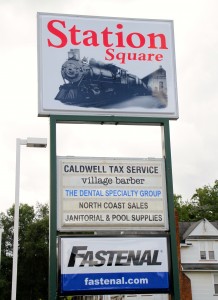 Station
Square
CALDWELL TAX SERVICE
village barber
THE DENTAL SPECIALTY GROUP
NORTH COAST SALES
JANITORIAL & POOL SUPPLIES
FASTENAL
fastenal.com